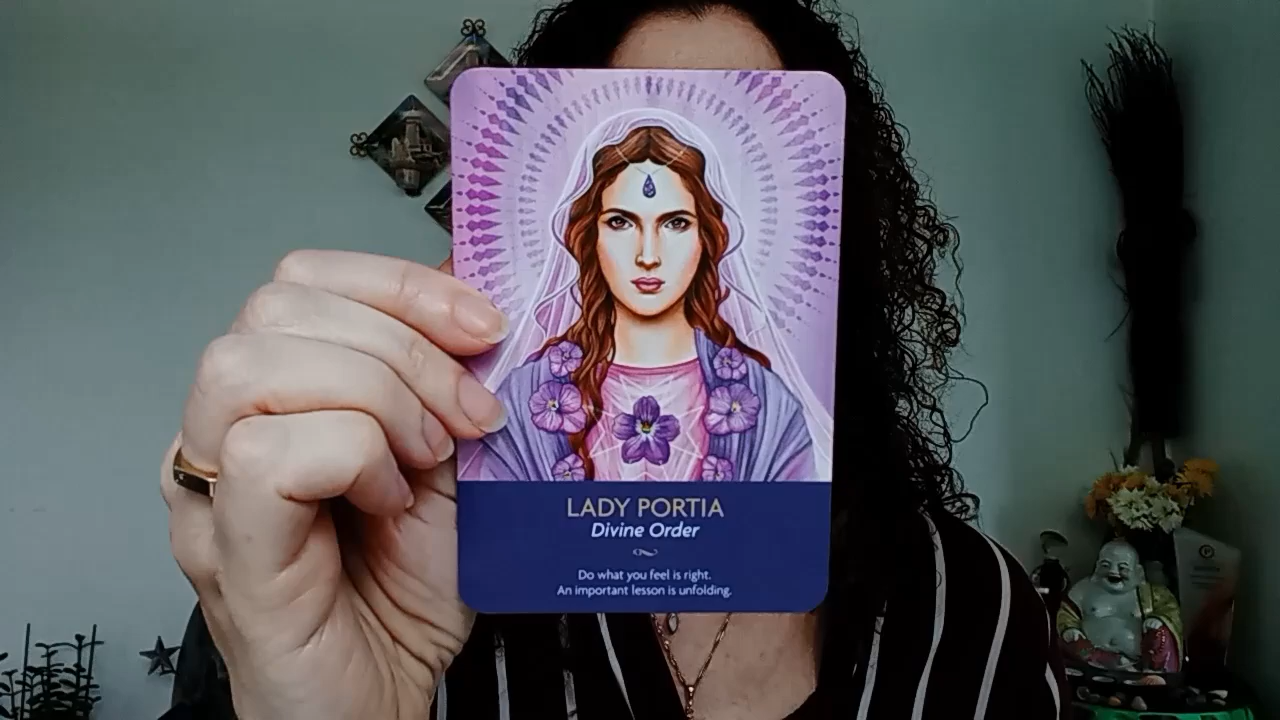 LADY PORTIA
Divine Order
Do what you feel is right.
An important lesson is unfolding.